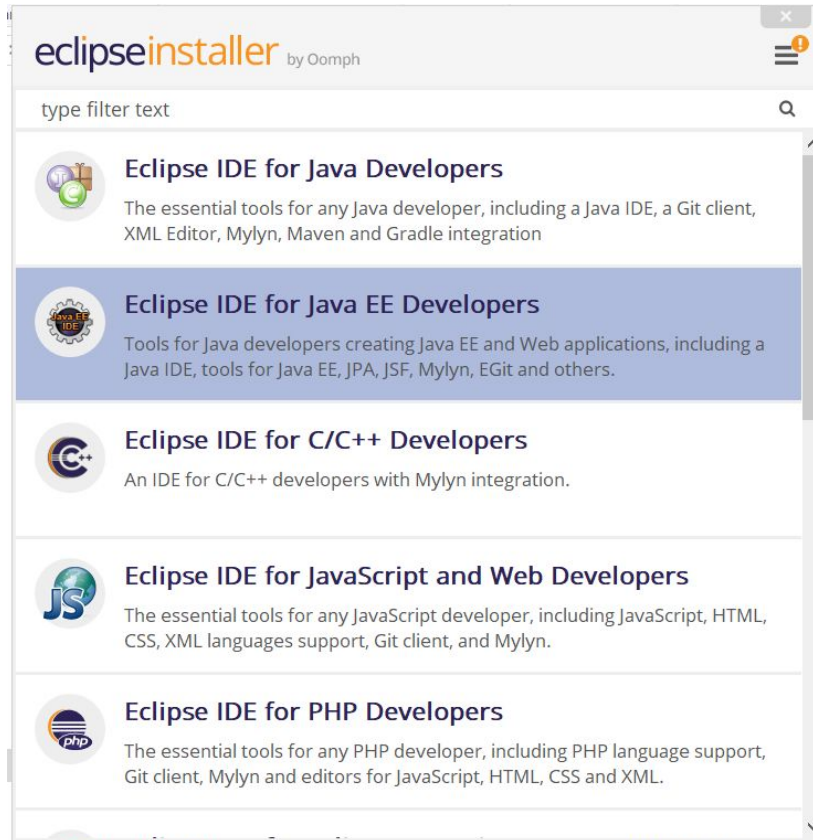 eclipseinstaller by Oomph
type filter text
Eclipse IDE for Java Developers
The essential tools for any Java developer, including a Java IDE, a Git client,
XML Editor, Mylyn, Maven and Gradle integration
Java EE
IDE
Eclipse IDE for Java EE Developers
Tools for Java developers creating Java EE and Web applications, including a
Java IDE, tools for Java EE, JPA, JSF, Mylyn, EGit and others.
C++
Eclipse IDE for C/C++ Developers
An IDE for C/C++ developers with Mylyn integration.
JS
Eclipse IDE for JavaScript and Web Developers
The essential tools for any JavaScript developer, including JavaScript, HTML,
CSS, XML languages support, Git client, and Mylyn.
php
Eclipse IDE for PHP Developers
The essential tools for any PHP developer, including PHP language support,
Git client, Mylyn and editors for JavaScript, HTML, CSS and XML.